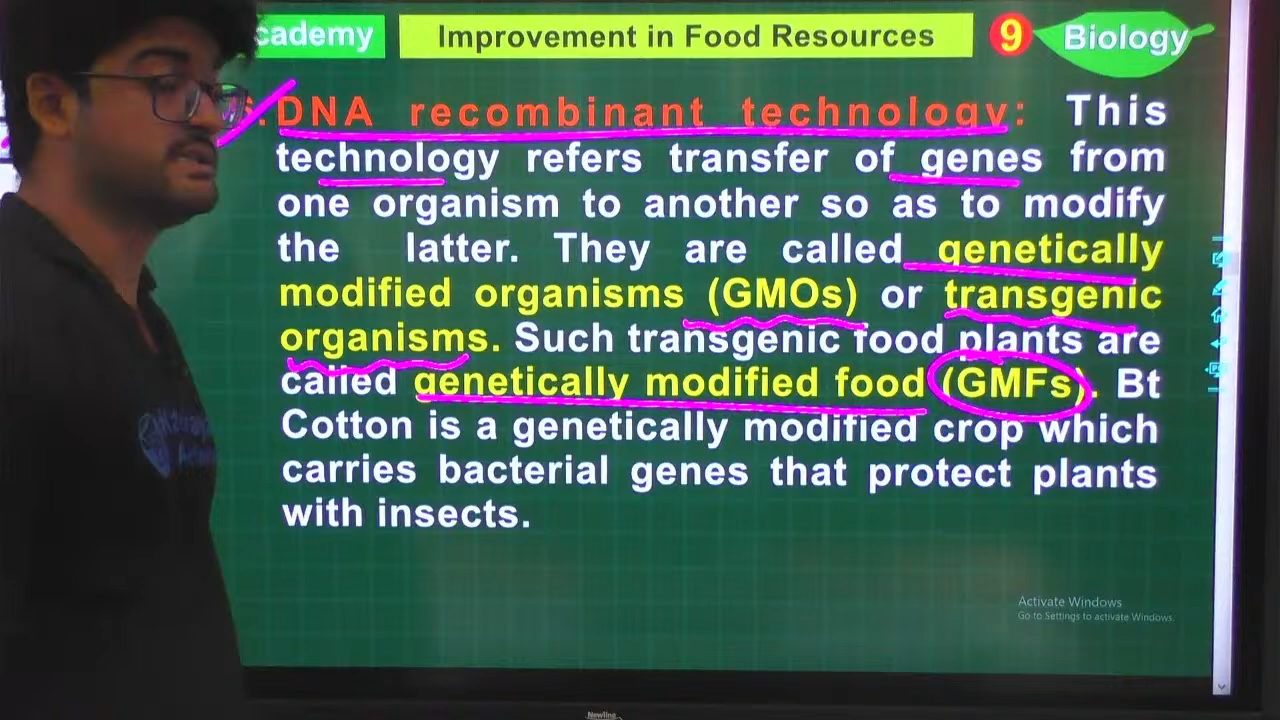 cademy
Improvement in Food Resources
9
Biology
DNA recombinant technology: This
technology refers transfer of genes from
one organism to another so as to modify
the latter. They are called genetically
modified organisms (GMOs) or transgenic
organisms. Such transgenic food plants are
called genetically modified food (GMFs). Bt
Cotton is a genetically modified crop which
carries bacterial genes that protect plants
with insects.
Activate Windows
Go to Settings to activate Windows.
Newline